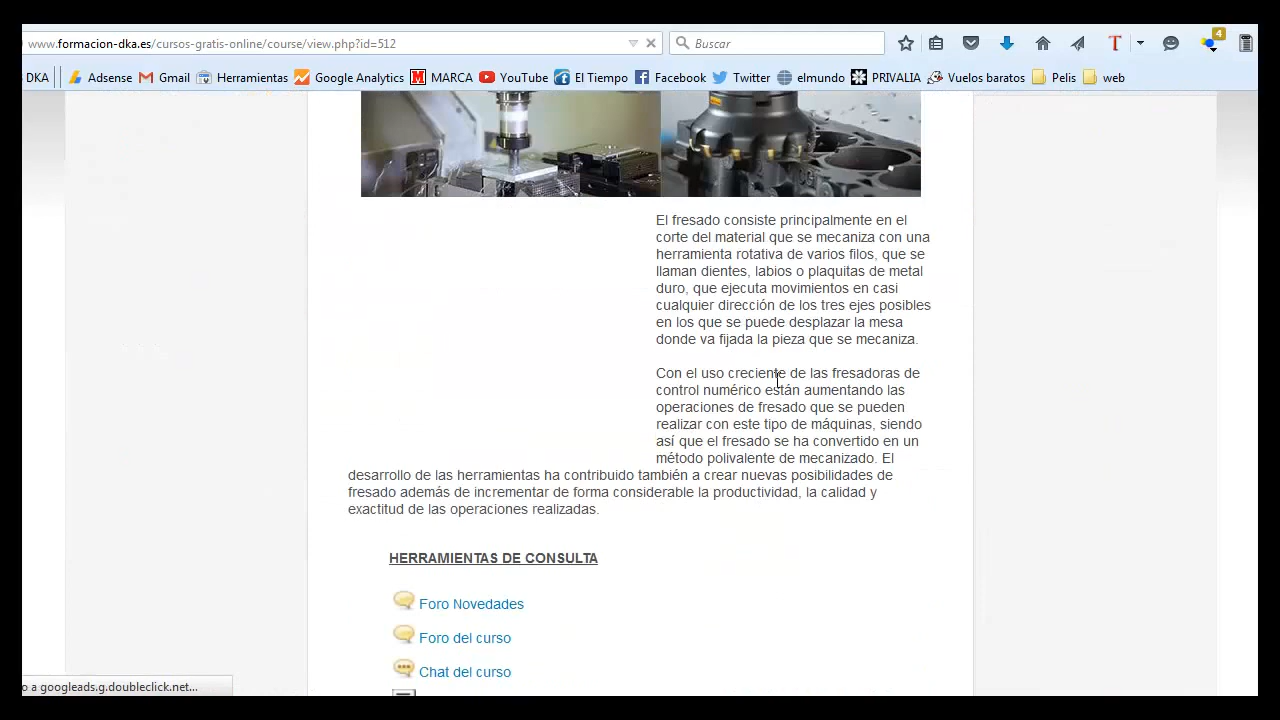 www.formacion-dka.es/cursos-gratis-online/course/view.php?id=512
Buscar
4
DKA Adsense Gmail Herramientas Google Analytics MARCA YouTube El Tiempo Facebook Twitter elmundo PRIVALIA Vuelos baratos Pelis web
El fresado consiste principalmente en el
corte del material que se mecaniza con una
herramienta rotativa de varios filos, que se
llaman dientes, labios o plaquitas de metal
duro, que ejecuta movimientos en casi
cualquier dirección de los tres ejes posibles
en los que se puede desplazar la mesa
donde va fijada la pieza que se mecaniza.
Con el uso creciente de las fresadoras de
control numérico están aumentando las
operaciones de fresado que se pueden
realizar con este tipo de máquinas, siendo
así que el fresado se ha convertido en un
método polivalente de mecanizado. El
desarrollo de las herramientas ha contribuido también a crear nuevas posibilidades de
fresado además de incrementar de forma considerable la productividad, la calidad y
exactitud de las operaciones realizadas.
HERRAMIENTAS DE CONSULTA
Foro Novedades
Foro del curso
Chat del curso
o a googleads.g.doubleclick.net...